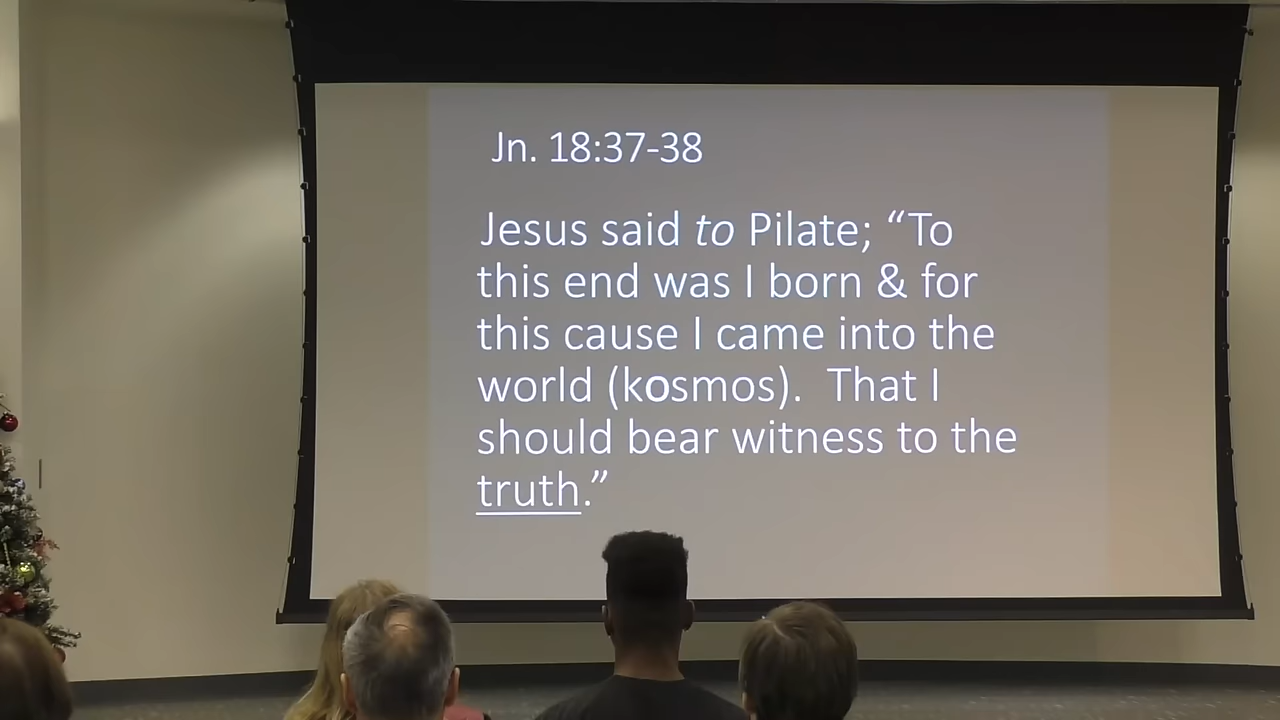 Jn. 18:37-38
Jesus said to Pilate; “To
this end was I born & for
this cause I came into the
world (kosmos).  That I
should bear witness to the
truth.”